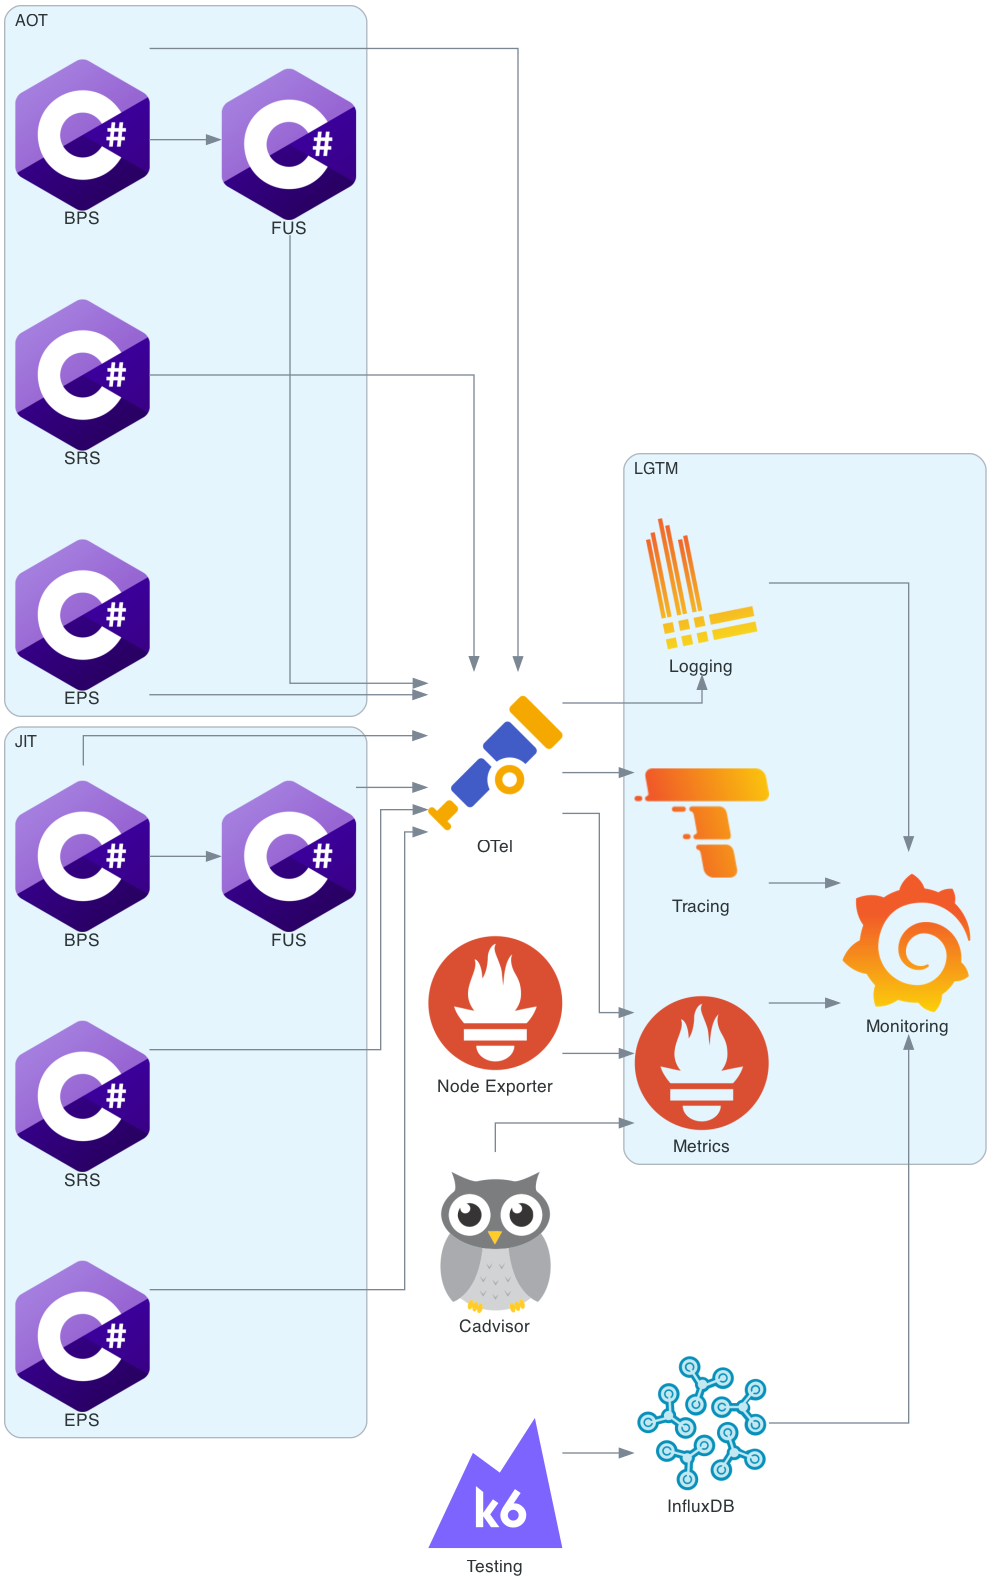 AOT
C#
BPS
C#
FUS
C#
SRS
C#
EPS
JIT
C#
BPS
C#
FUS
C#
SRS
C#
EPS
OTel
Node Exporter
Cadvisor
k6
Testing
LGTM
Logging
Tracing
Metrics
Monitoring
InfluxDB